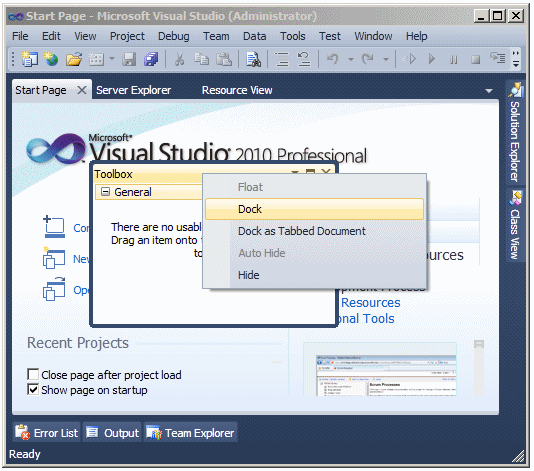 Start Page - Microsoft Visual Studio (Administrator)
File Edit View Project Debug Team Data Tools Test Window Help
Start Page Server Explorer Resource View
Solution Explorer
Class View
Microsoft®
Visual Studio® 2010 Professional
Toolbox
General
There are no usabl
Drag an item onto
to
Float
Dock
Dock as Tabbed Document
Auto Hide
Hide
Con
New
Ope
ources
Resources
onal Tools
Recent Projects
Close page after project load
Show page on startup
Scrum Processes
Error List Output Team Explorer
Ready